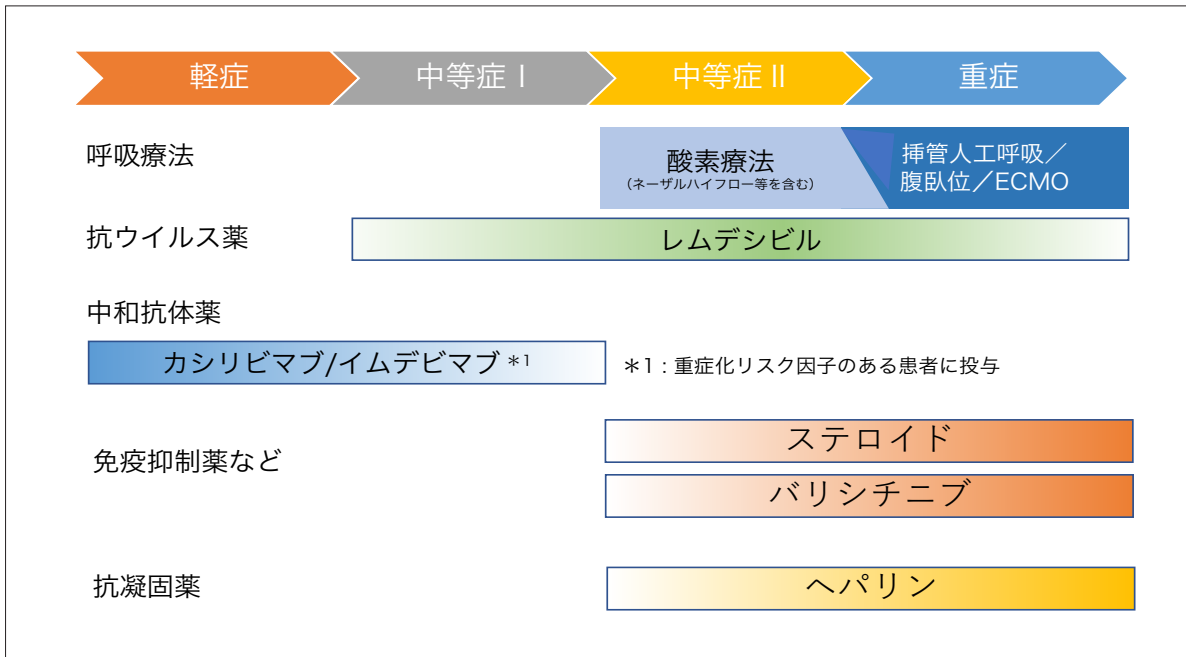 軽症
中等症Ⅰ
中等症Ⅱ
重症
呼吸療法
酸素療法
（ネーザルハイフロー等を含む）
挿管人工呼吸／
腹臥位／ECMO
抗ウイルス薬
レムデシビル
中和抗体薬
カシリビマブ/イムデビマブ ＊1
＊1：重症化リスク因子のある患者に投与
免疫抑制薬など
ステロイド
バリシチニブ
抗凝固薬
ヘパリン